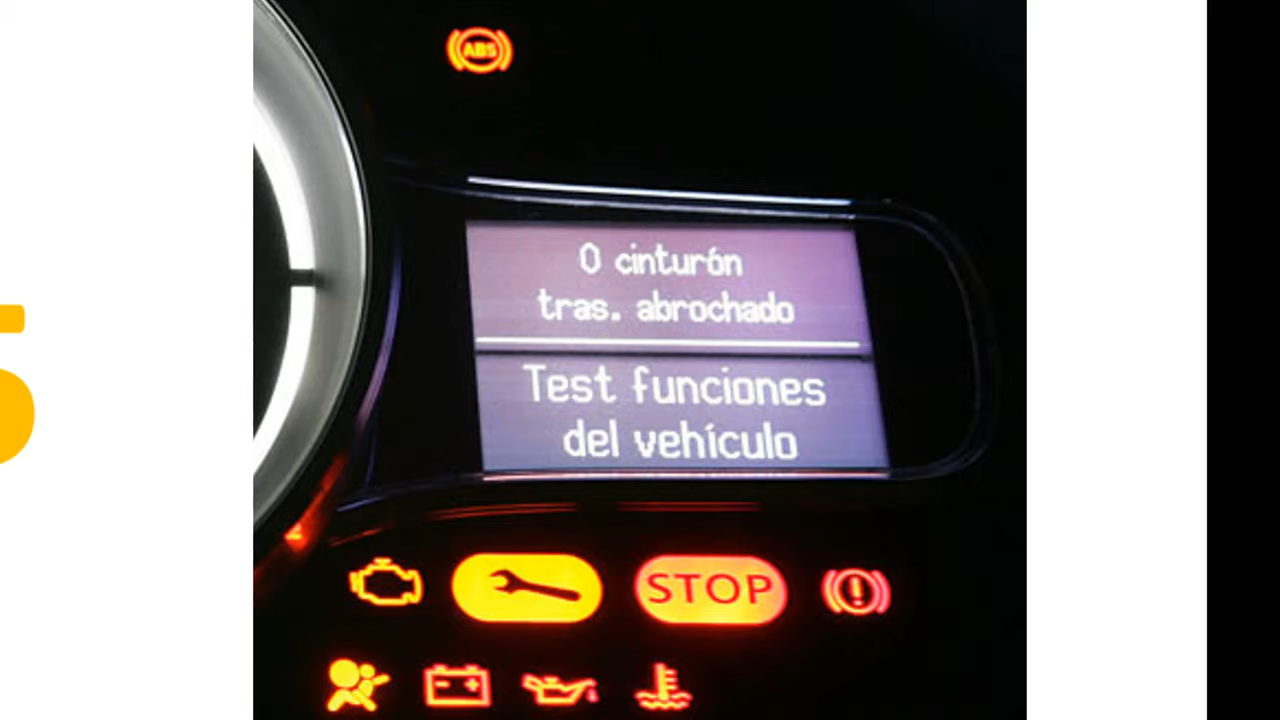 ABS
0 cinturón
tras. abrochado
Test funciones
del vehículo
STOP